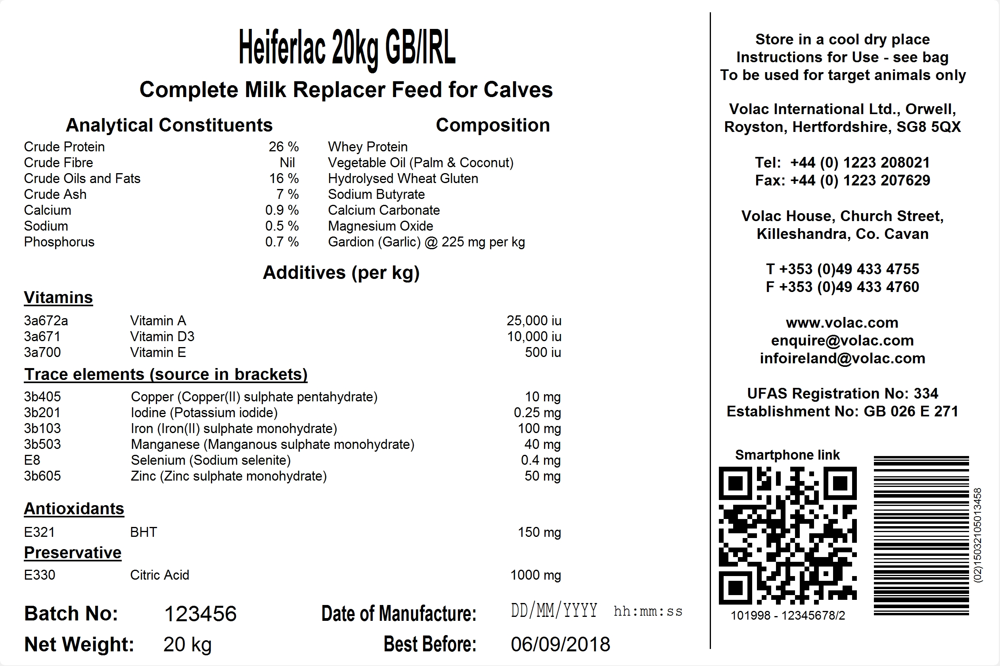 Heiferlac 20kg GB/IRL
Complete Milk Replacer Feed for Calves
Analytical Constituents
Crude Protein 26 %
Crude Fibre Nil
Crude Oils and Fats 16 %
Crude Ash 7 %
Calcium 0.9 %
Sodium 0.5 %
Phosphorus 0.7 %
Composition
Whey Protein
Vegetable Oil (Palm & Coconut)
Hydrolysed Wheat Gluten
Sodium Butyrate
Calcium Carbonate
Magnesium Oxide
Gardion (Garlic) @ 225 mg per kg
Additives (per kg)
Vitamins
3a672a Vitamin A 25,000 iu
3a671 Vitamin D3 10,000 iu
3a700 Vitamin E 500 iu
Trace elements (source in brackets)
3b405 Copper (Copper(II) sulphate pentahydrate) 10 mg
3b201 Iodine (Potassium iodide) 0.25 mg
3b103 Iron (Iron(II) sulphate monohydrate) 100 mg
3b503 Manganese (Manganous sulphate monohydrate) 40 mg
E8 Selenium (Sodium selenite) 0.4 mg
3b605 Zinc (Zinc sulphate monohydrate) 50 mg
Antioxidants
E321 BHT 150 mg
Preservative
E330 Citric Acid 1000 mg
Batch No: 123456 Date of Manufacture: DD/MM/YYYY hh:mm:ss
Net Weight: 20 kg Best Before: 06/09/2018
Store in a cool dry place
Instructions for Use - see bag
To be used for target animals only
Volac International Ltd., Orwell,
Royston, Hertfordshire, SG8 5QX
Tel: +44 (0) 1223 208021
Fax: +44 (0) 1223 207629
Volac House, Church Street,
Killeshandra, Co. Cavan
T +353 (0)49 433 4755
F +353 (0)49 433 4760
www.volac.com
enquire@volac.com
infoireland@volac.com
UFAS Registration No: 334
Establishment No: GB 026 E 271
Smartphone link
101998 - 12345678/2
(02)15032105013458